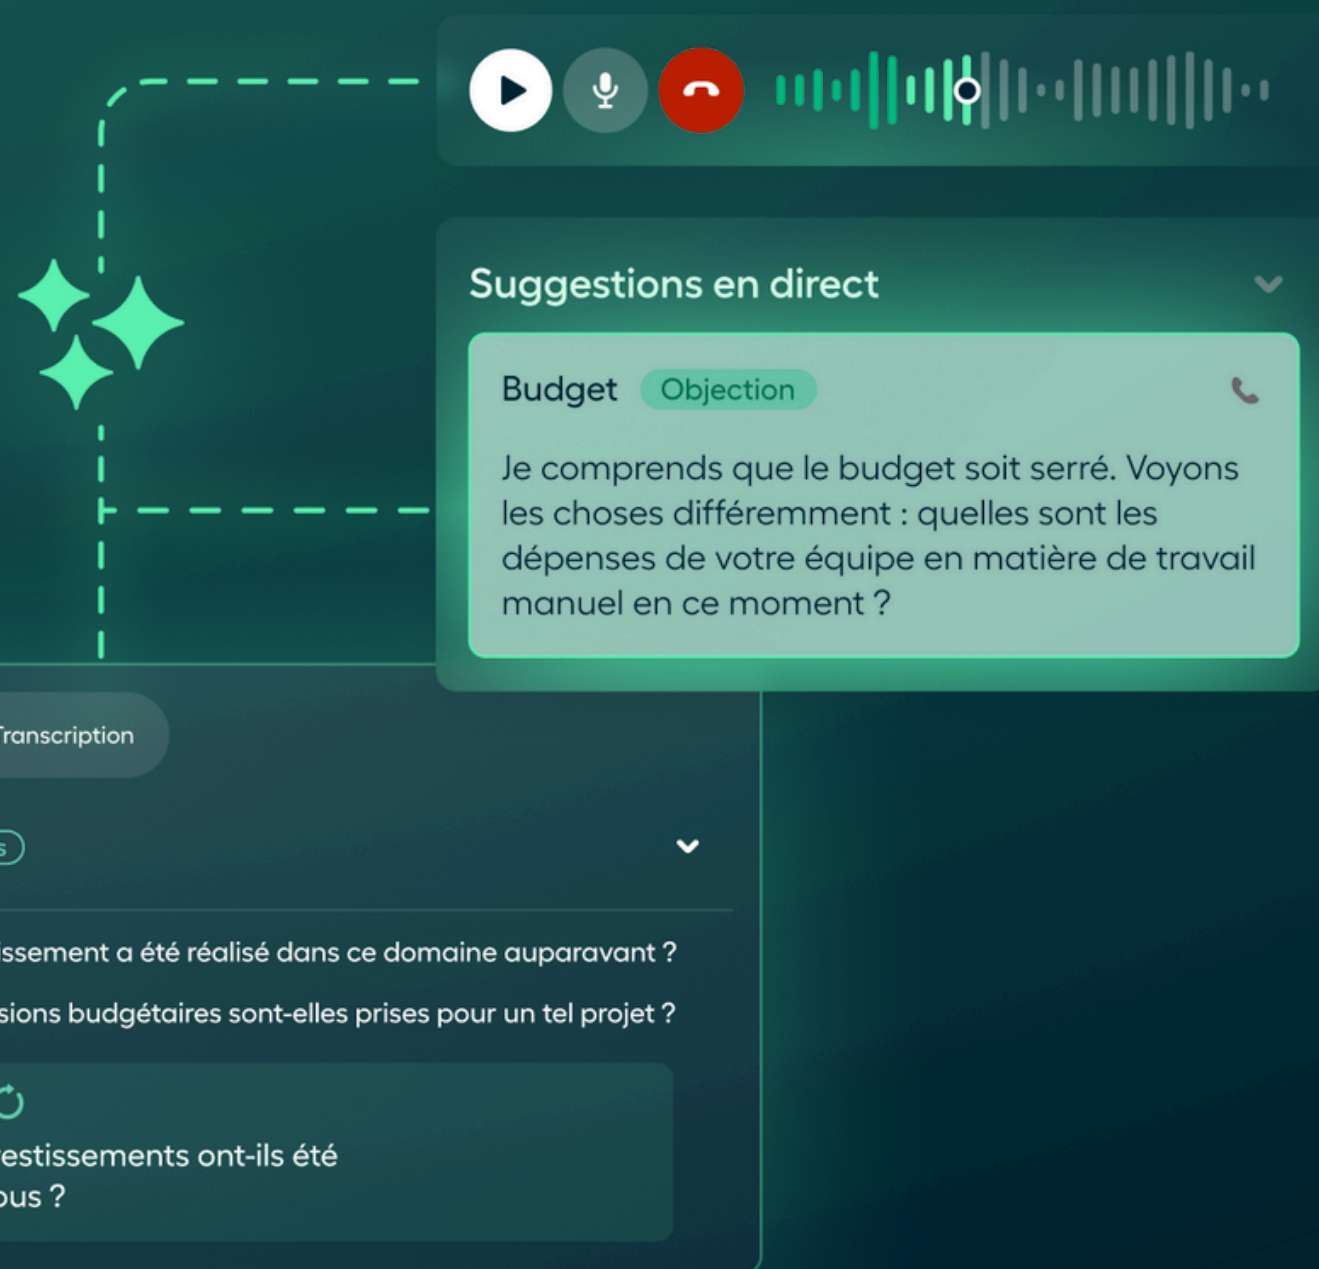 Suggestions en direct
Budget Objection
Je comprends que le budget soit serré. Voyons
les choses différemment : quelles sont les
dépenses de votre équipe en matière de travail
manuel en ce moment ?
Transcription
s
issement a été réalisé dans ce domaine auparavant ?
sions budgétaires sont-elles prises pour un tel projet ?
estissements ont-ils été
ous ?